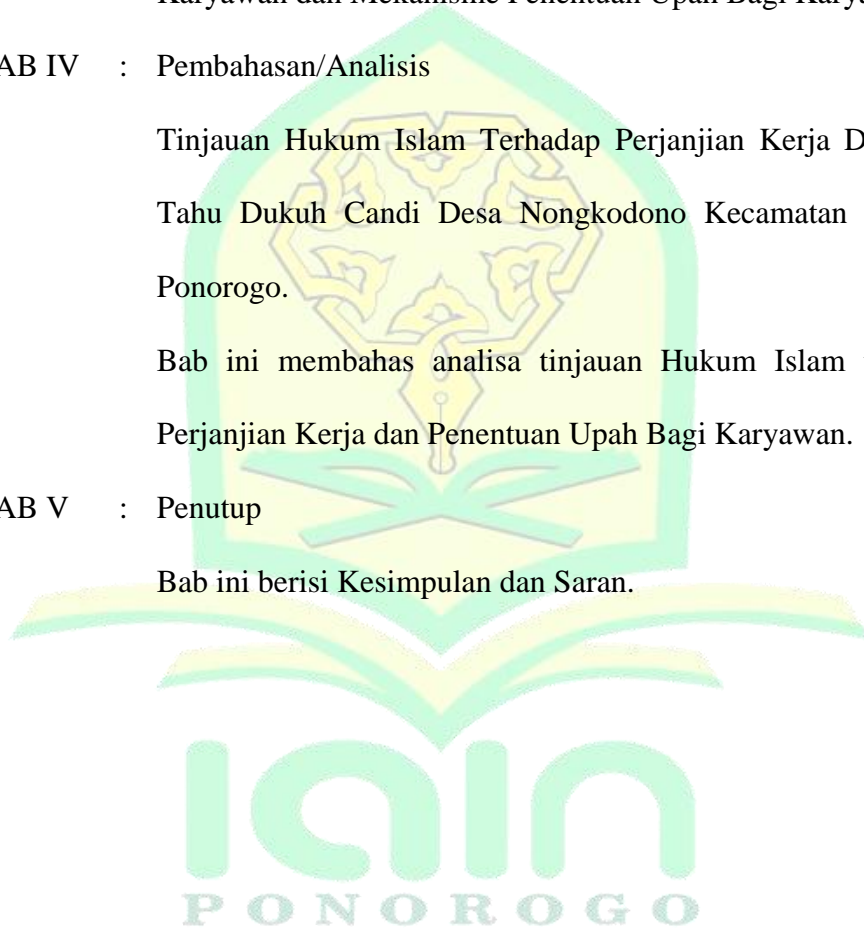 Karyawan dan Mekanisme Penentuan Upah Bagi
AB IV : Pembahasan/Analisis
Tinjauan Hukum Islam Terhadap Perjanjian Kerja
Tahu Dukuh Candi Desa Nongkodono Kecamatan
Ponorogo.
Bab ini membahas analisa tinjauan Hukum Islam
Perjanjian Kerja dan Penentuan Upah Bagi Karyawan.
AB V : Penutup
Bab ini berisi Kesimpulan dan Saran.
IAIN
PONOROGO